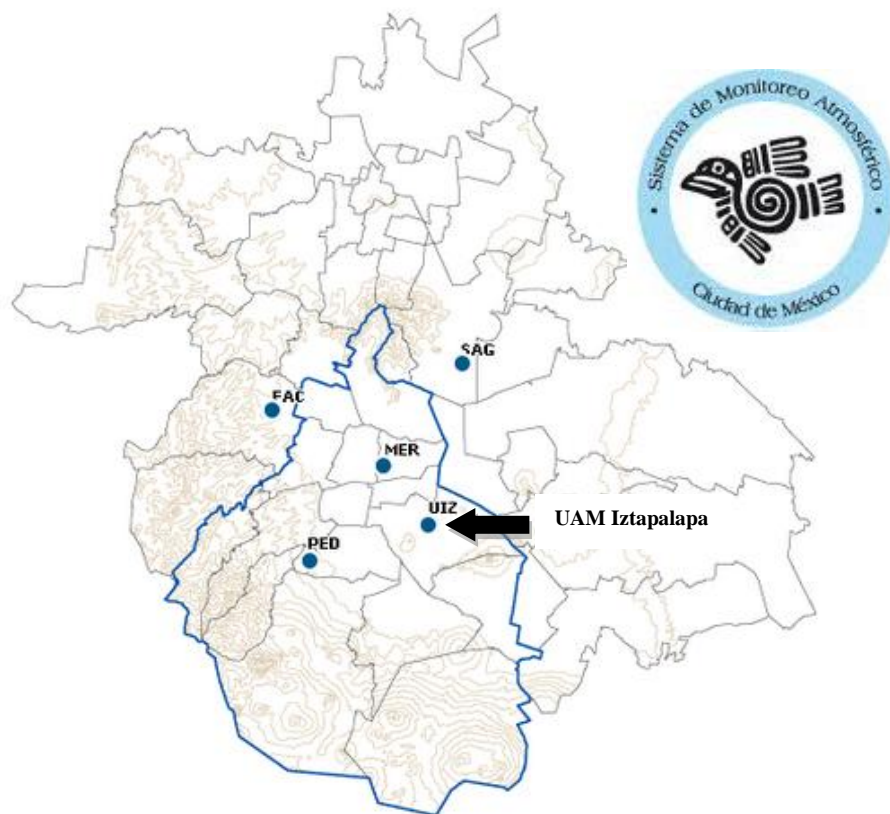 Sistema de Monitoreo Atmosférico
Ciudad de México
SAG
FAC
MER
UIZ
UAM Iztapalapa
PED